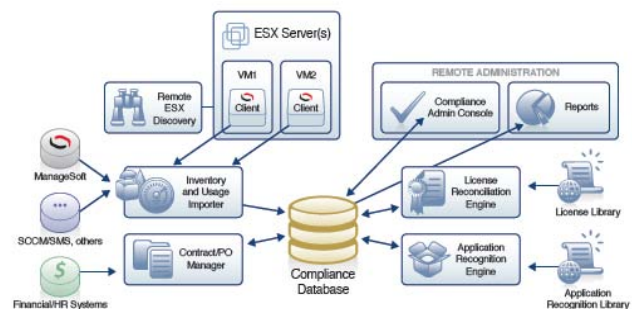 ESX Server(s)
VM1
VM2
Client
Client
Remote
ESX
Discovery
REMOTE ADMINISTRATION
Compliance
Admin Console
Reports
ManageSoft
Inventory
and Usage
Importer
License
Reconciliation
Engine
License Library
SCCM/SMS, others
Contract/PO
Manager
Compliance
Database
Application
Recognition
Engine
$
Financial/HR Systems
Application
Recognition Library